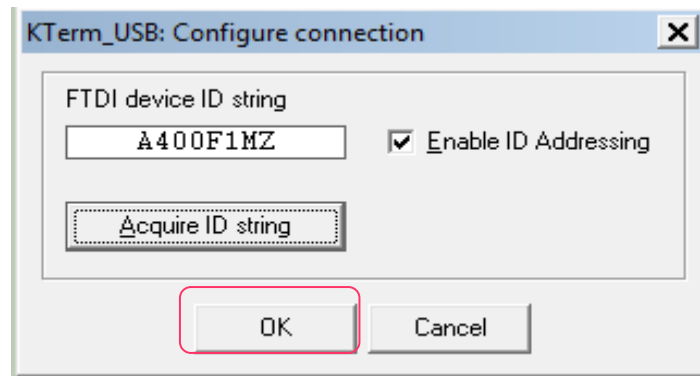 KTerm_USB: Configure connection
FTDI device ID string
A400F1MZ
Enable ID Addressing
Acquire ID string
OK
Cancel